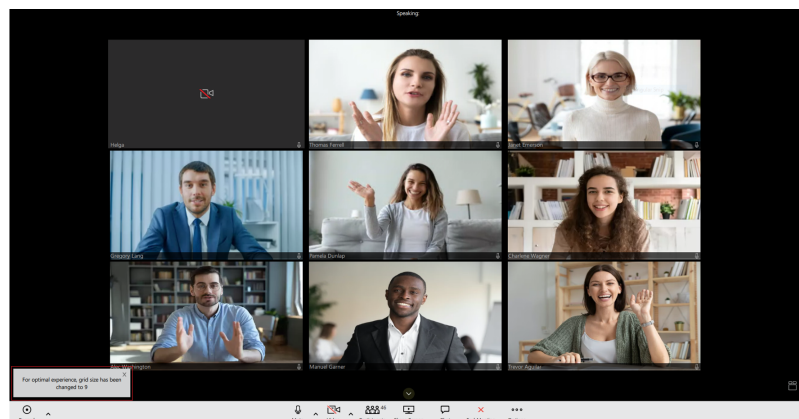 Speaking:
Helga
Thomas Ferrell
Janet Emerson
Gregory Lang
Pamela Dunlap
Charlene Wagner
Alec Washington
Manuel Garner
Trevor Aguilar
For optimal experience, grid size has been
changed to 9
46